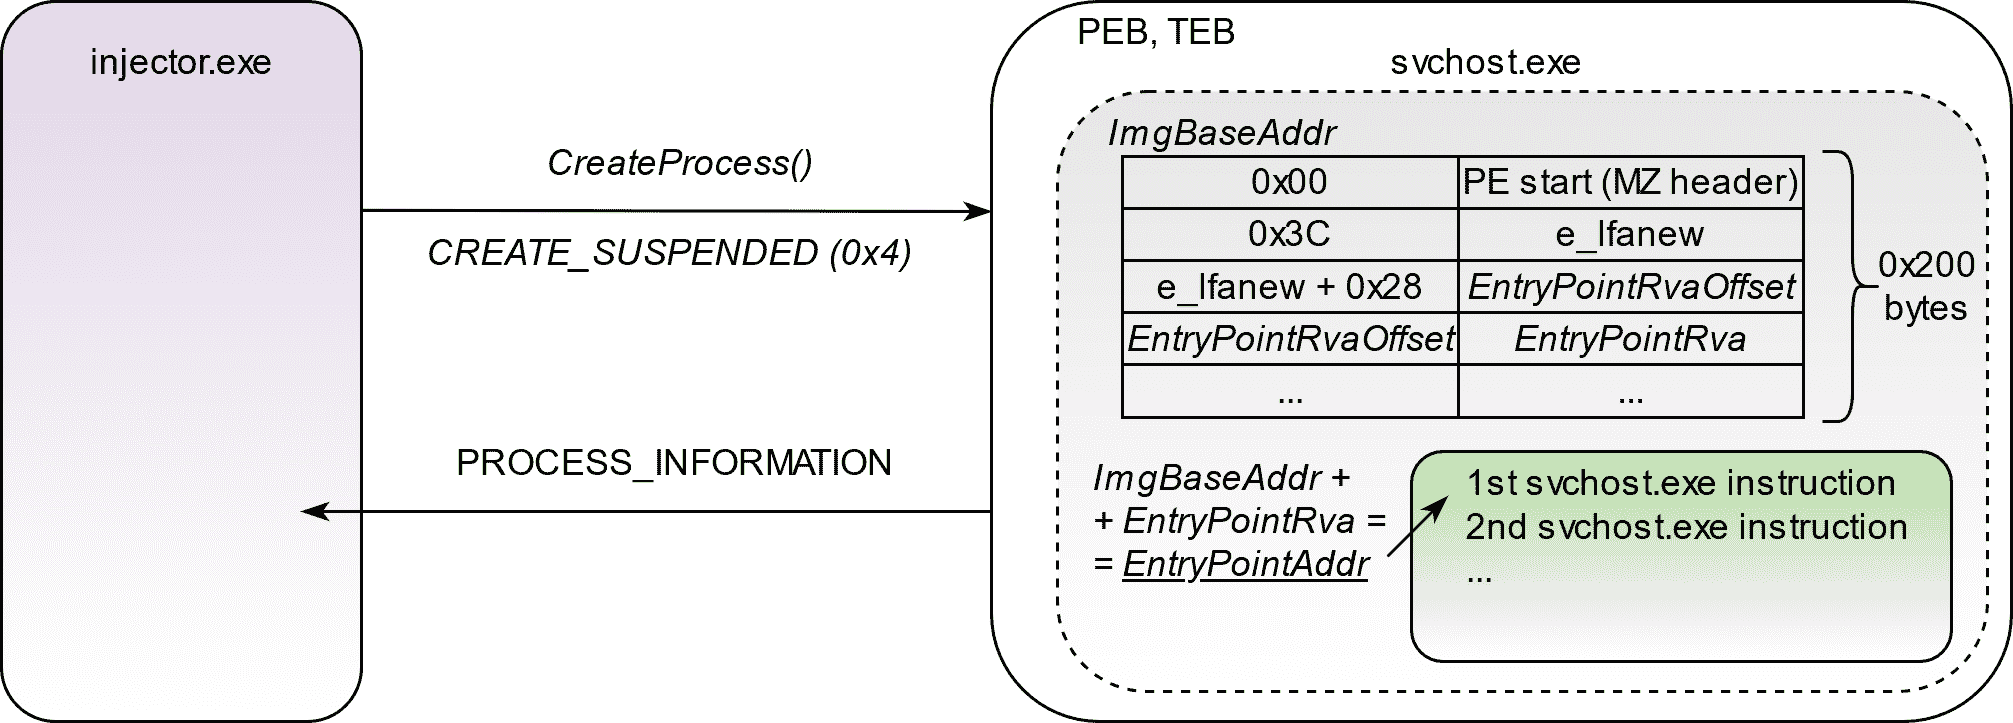 injector.exe
CreateProcess()
CREATE_SUSPENDED (0x4)
PROCESS_INFORMATION
PEB, TEB
svchost.exe
ImgBaseAddr
0x00 PE start (MZ header)
0x3C e_lfanew
e_lfanew + 0x28 EntryPointRvaOffset
EntryPointRvaOffset EntryPointRva
... ...
0x200
bytes
ImgBaseAddr +
+ EntryPointRva =
= EntryPointAddr
1st svchost.exe instruction
2nd svchost.exe instruction
...